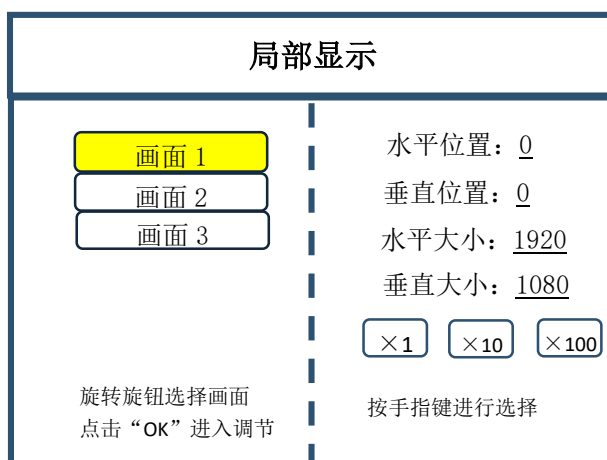 局部显示
画面 1
画面 2
画面 3
旋转旋钮选择画面
点击“OK”进入调节
水平位置：0
垂直位置：0
水平大小：1920
垂直大小：1080
×1 ×10 ×100
按手指键进行选择